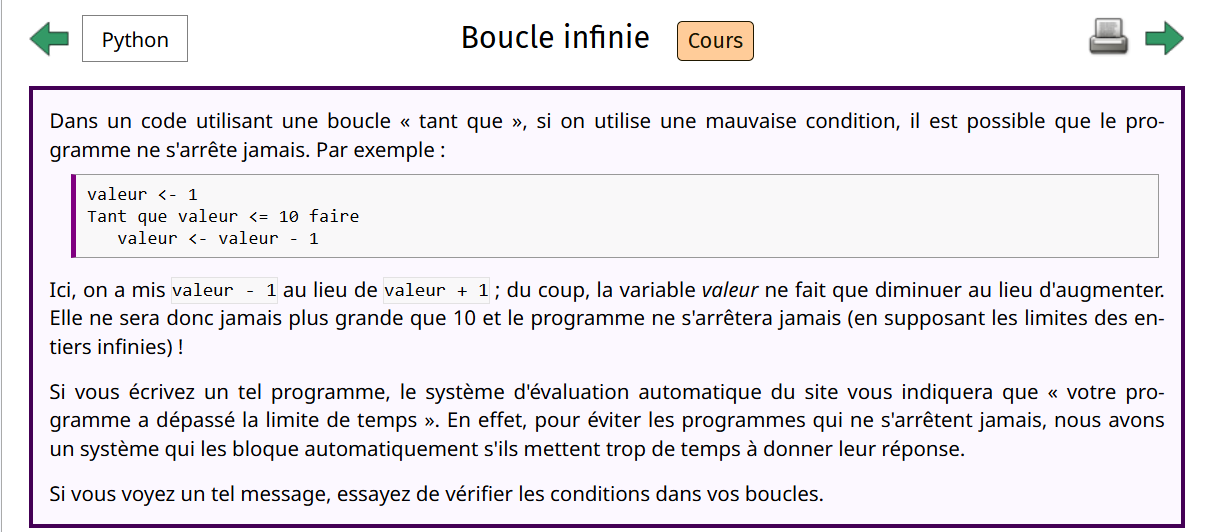 Python
Boucle infinie
Cours
Dans un code utilisant une boucle « tant que », si on utilise une mauvaise condition, il est possible que le pro-
gramme ne s'arrête jamais. Par exemple :
valeur <- 1
Tant que valeur <= 10 faire
   valeur <- valeur - 1
Ici, on a mis valeur - 1 au lieu de valeur + 1 ; du coup, la variable valeur ne fait que diminuer au lieu d'augmenter.
Elle ne sera donc jamais plus grande que 10 et le programme ne s'arrêtera jamais (en supposant les limites des en-
tiers infinies) !
Si vous écrivez un tel programme, le système d'évaluation automatique du site vous indiquera que « votre pro-
gramme a dépassé la limite de temps ». En effet, pour éviter les programmes qui ne s'arrêtent jamais, nous avons
un système qui les bloque automatiquement s'ils mettent trop de temps à donner leur réponse.
Si vous voyez un tel message, essayez de vérifier les conditions dans vos boucles.